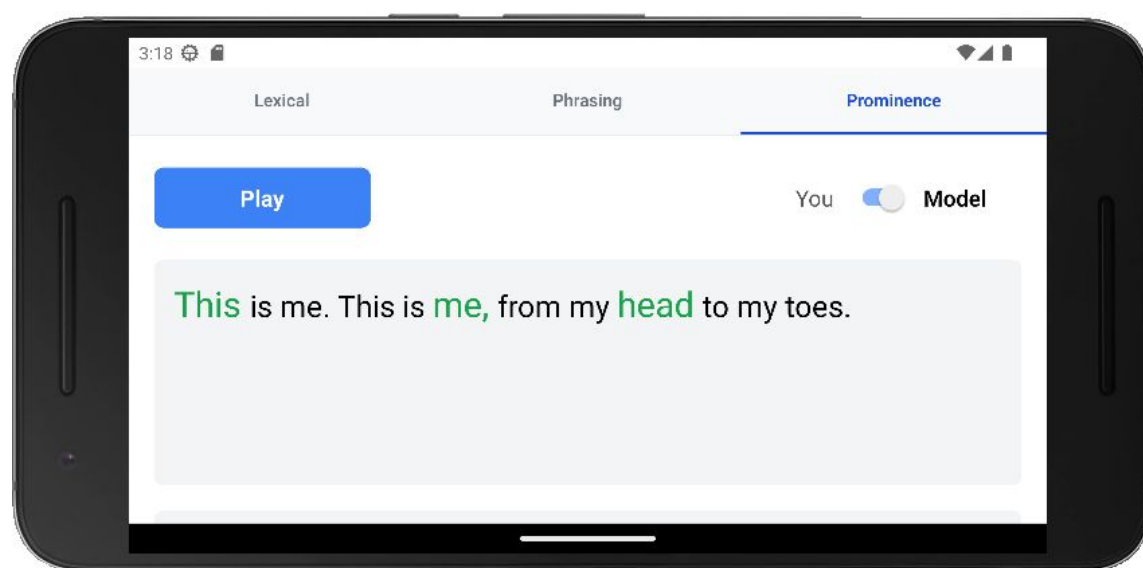 3:18
Lexical Phrasing Prominence
Play You Model
This is me. This is me, from my head to my toes.